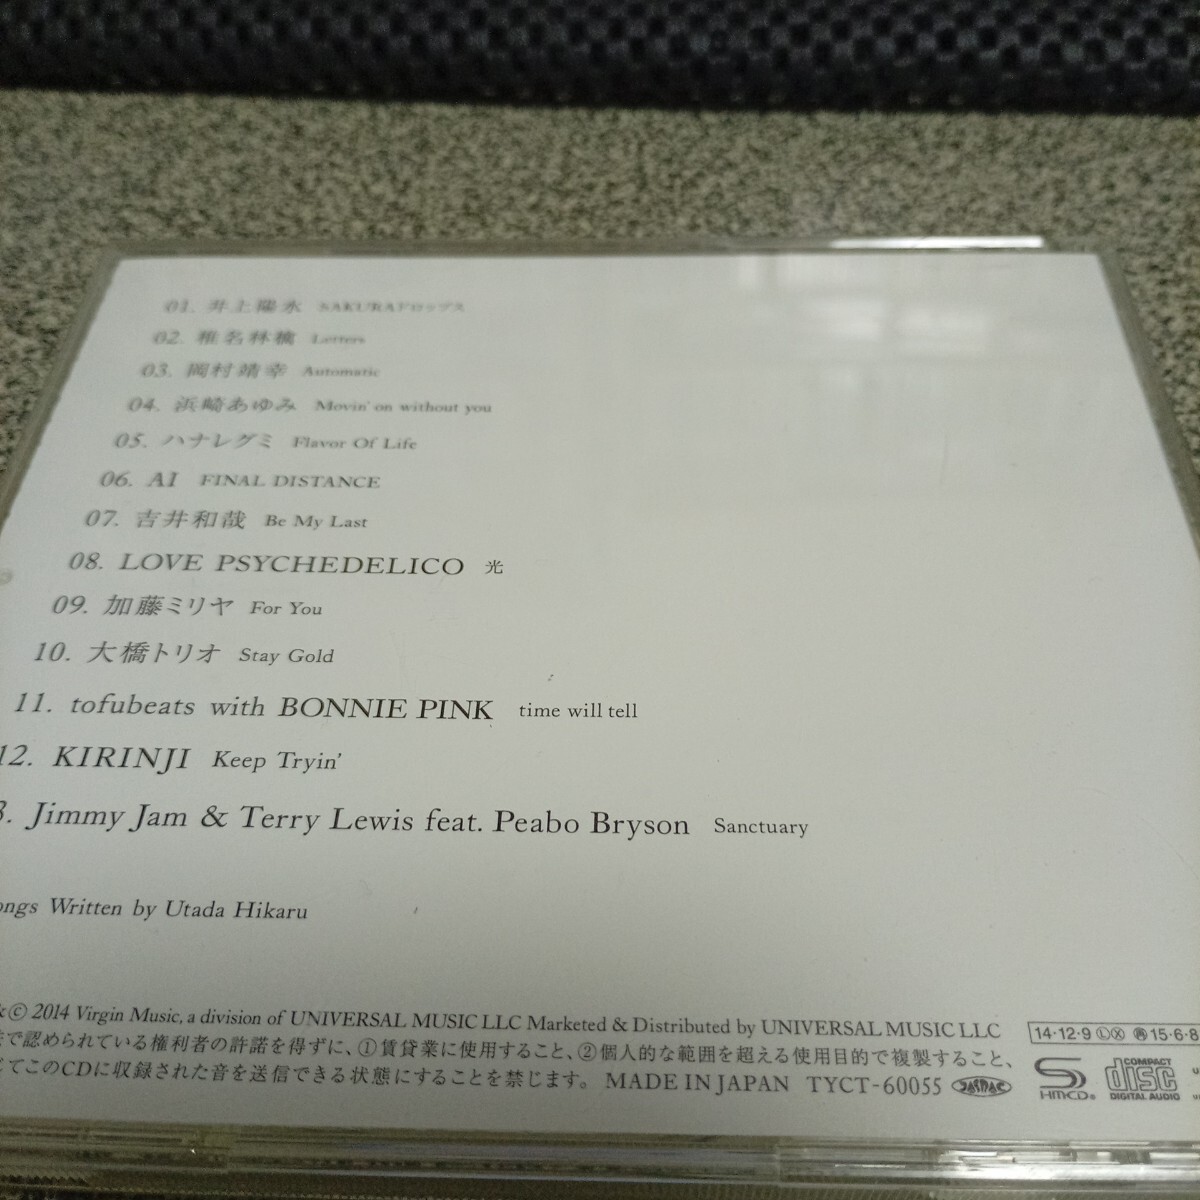 01. 井上陽水 SAKURAドロップス
02. 椎名林檎 Letters
03. 岡村靖幸 Automatic
04. 浜崎あゆみ Movin' on without you
05. ハナレグミ Flavor Of Life
06. AI FINAL DISTANCE
07. 吉井和哉 Be My Last
08. LOVE PSYCHEDELICO 光
09. 加藤ミリヤ For You
10. 大橋トリオ Stay Gold
11. tofubeats with BONNIE PINK time will tell
12. KIRINJI Keep Tryin'
3. Jimmy Jam & Terry Lewis feat. Peabo Bryson Sanctuary
ongs Written by Utada Hikaru
&ⓒ 2014 Virgin Music, a division of UNIVERSAL MUSIC LLC Marketed & Distributed by UNIVERSAL MUSIC LLC
で認められている権利者の許諾を得ずに、①賃貸業に使用すること、②個人的な範囲を超える使用目的で複製すること、
てこのCDに収録された音を送信できる状態にすることを禁じます。 MADE IN JAPAN TYCT-60055 JASRAC
14・12・9 ⓁⓍ 15・6・8
SHMCD
COMPACT disc DIGITAL AUDIO